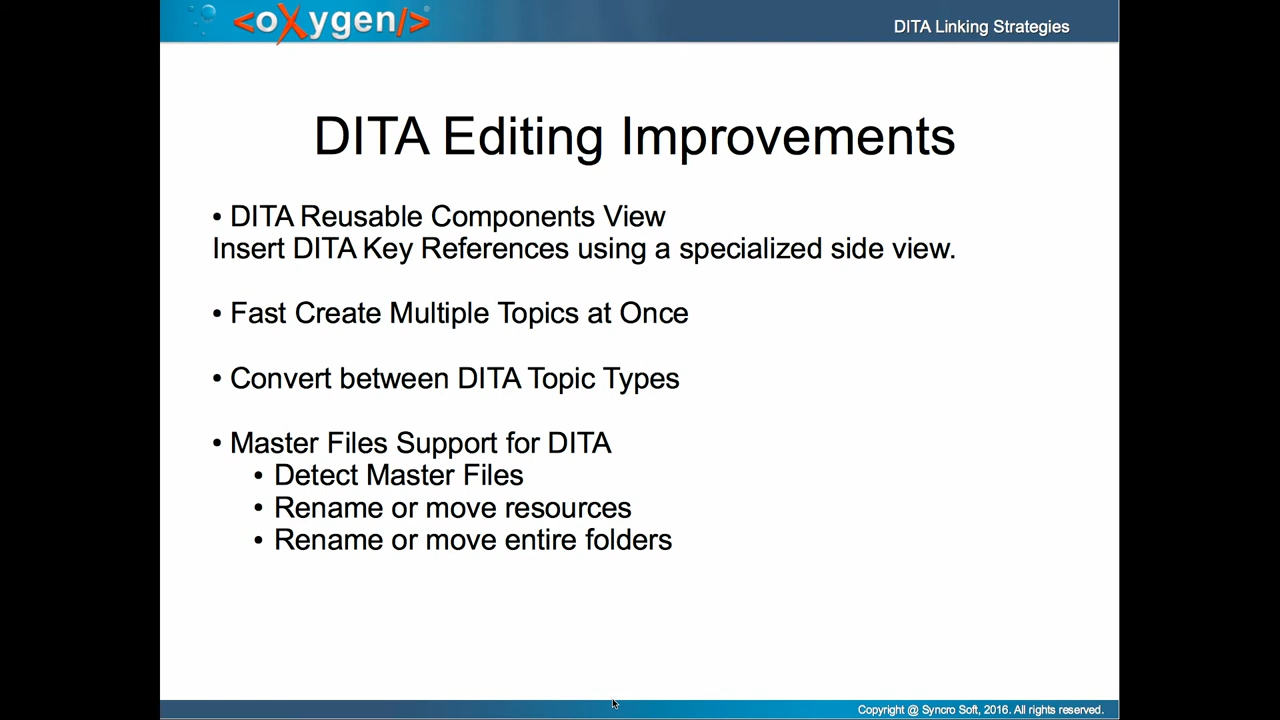 <oXygen/>®
DITA Linking Strategies
DITA Editing Improvements
• DITA Reusable Components View
Insert DITA Key References using a specialized side view.
• Fast Create Multiple Topics at Once
• Convert between DITA Topic Types
• Master Files Support for DITA
• Detect Master Files
• Rename or move resources
• Rename or move entire folders
Copyright @ Syncro Soft, 2016. All rights reserved.